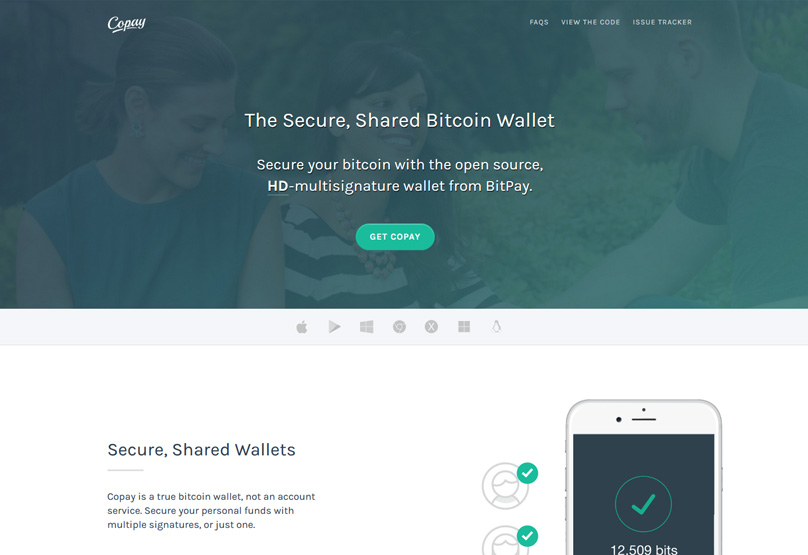 Copay
FAQS VIEW THE CODE ISSUE TRACKER
The Secure, Shared Bitcoin Wallet
Secure your bitcoin with the open source,
HD-multisignature wallet from BitPay.
GET COPAY
Secure, Shared Wallets
Copay is a true bitcoin wallet, not an account
service. Secure your personal funds with
multiple signatures, or just one.
12,509 bits